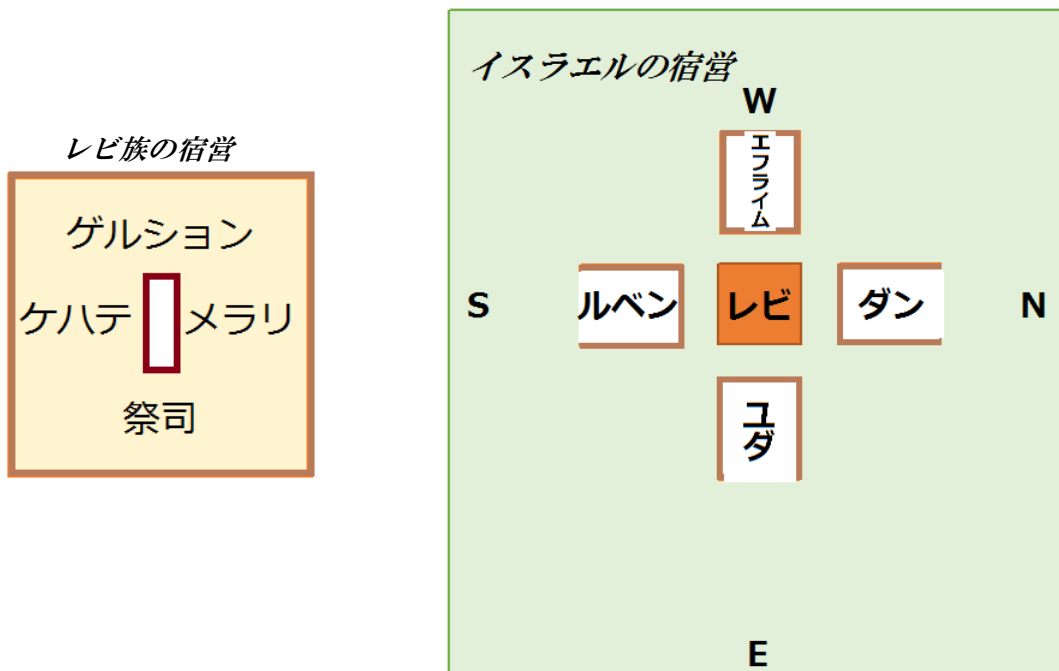 レビ族の宿営
ゲルション
ケハテ
メラリ
祭司
イスラエルの宿営
W
エフライム
S
ルベン
レビ
ダン
N
ユダ
E